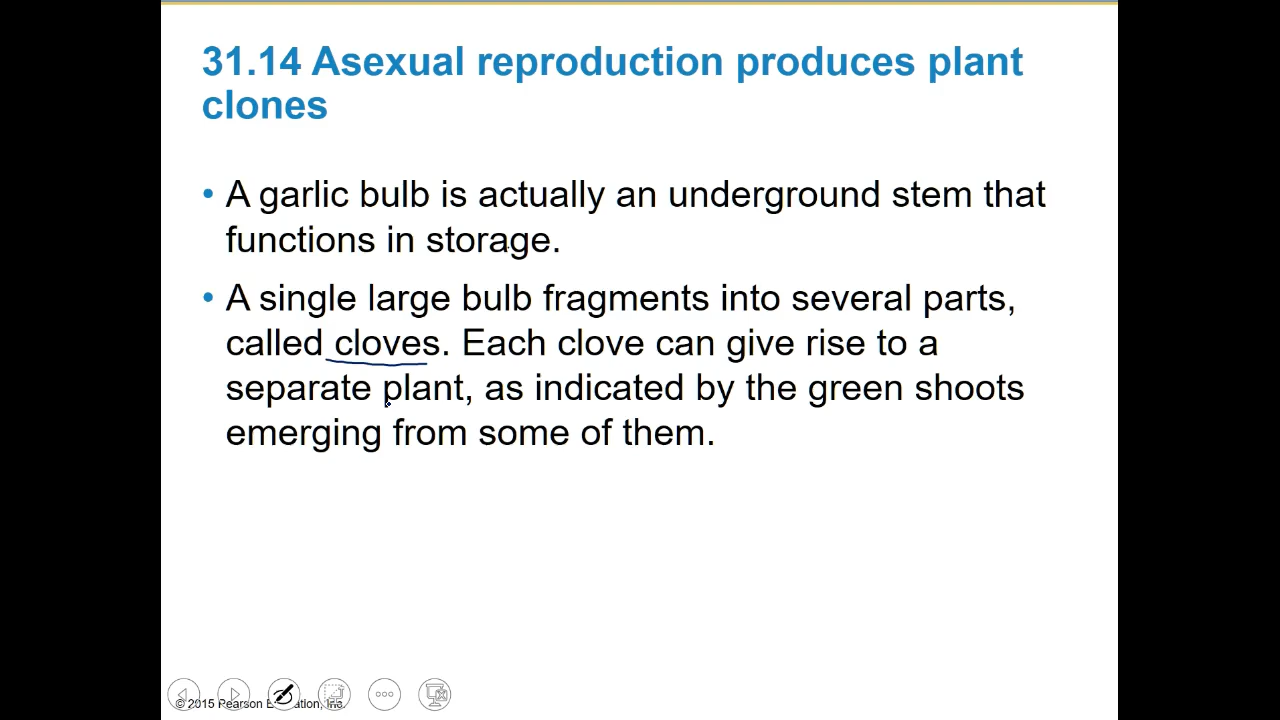 31.14 Asexual reproduction produces plant
clones
• A garlic bulb is actually an underground stem that
functions in storage.
• A single large bulb fragments into several parts,
called cloves. Each clove can give rise to a
separate plant, as indicated by the green shoots
emerging from some of them.
© 2015 Pearson Education, Inc.